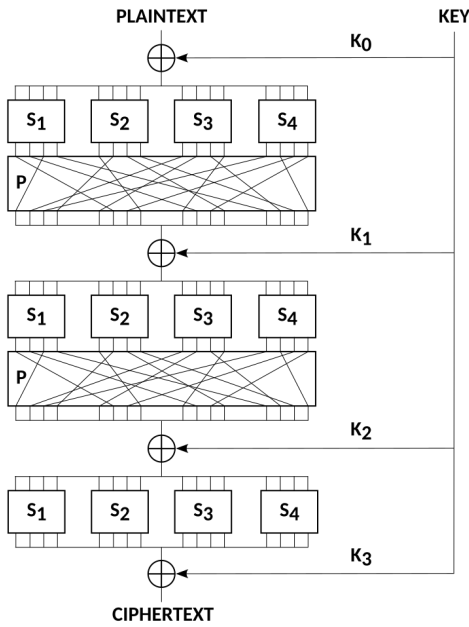 PLAINTEXT KEY
K0
S1 S2 S3 S4
P
K1
S1 S2 S3 S4
P
K2
S1 S2 S3 S4
K3
CIPHERTEXT